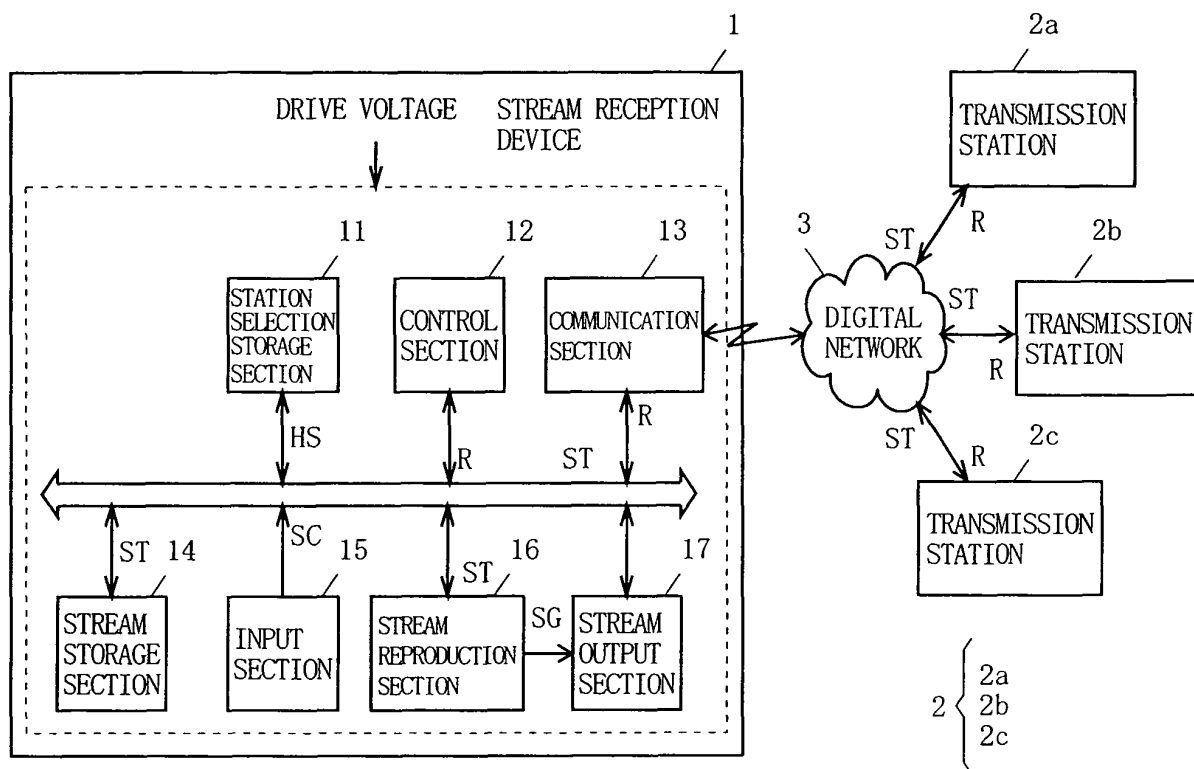 1
2a
DRIVE VOLTAGE
STREAM RECEPTION
DEVICE
TRANSMISSION
STATION
11
12
13
3
ST
R
2b
STATION
SELECTION
STORAGE
SECTION
CONTROL
SECTION
COMMUNICATION
SECTION
DIGITAL
NETWORK
ST
R
TRANSMISSION
STATION
HS
R
ST
R
ST
R
2c
TRANSMISSION
STATION
ST
14
SC
15
ST
16
17
STREAM
STORAGE
SECTION
INPUT
SECTION
STREAM
REPRODUCTION
SECTION
SG
STREAM
OUTPUT
SECTION
2
2a
2b
2c